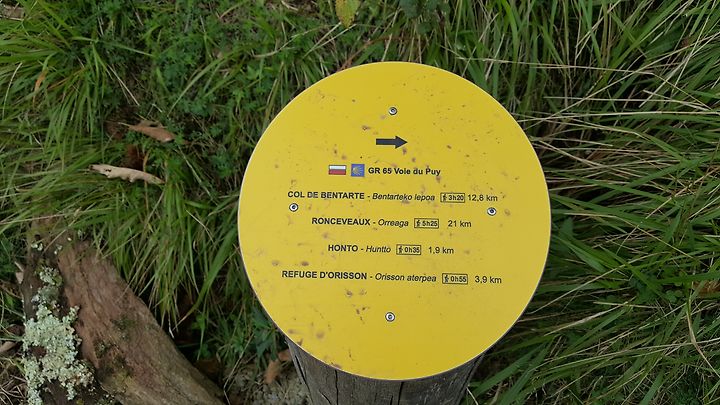 GR 65 Voie du Puy
COL DE BENTARTE - Bentarteko lepoa 3h20 12,8 km
RONCEVEAUX - Orreaga 5h25 21 km
HONTO - Huntto 0h35 1,9 km
REFUGE D'ORISSON - Orisson aterpea 0h55 3,9 km